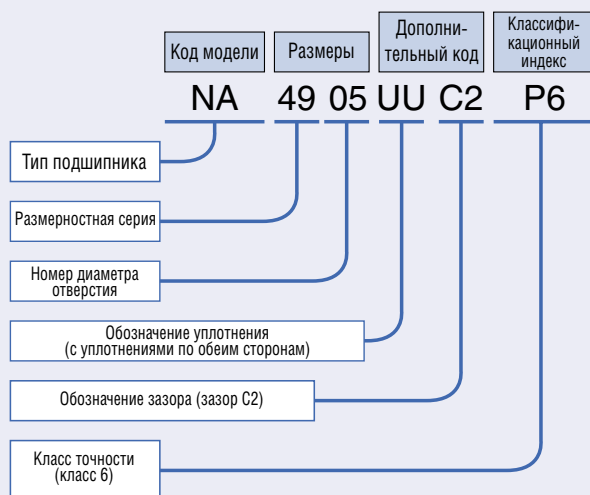 Код модели
Размеры
Дополни-
тельный код
Классифи-
кационный
индекс
NA 49 05 UU C2 P6
Тип подшипника
Размерностная серия
Номер диаметра
отверстия
Обозначение уплотнения
(с уплотнениями по обеим сторонам)
Обозначение зазора (зазор C2)
Класс точности
(класс 6)